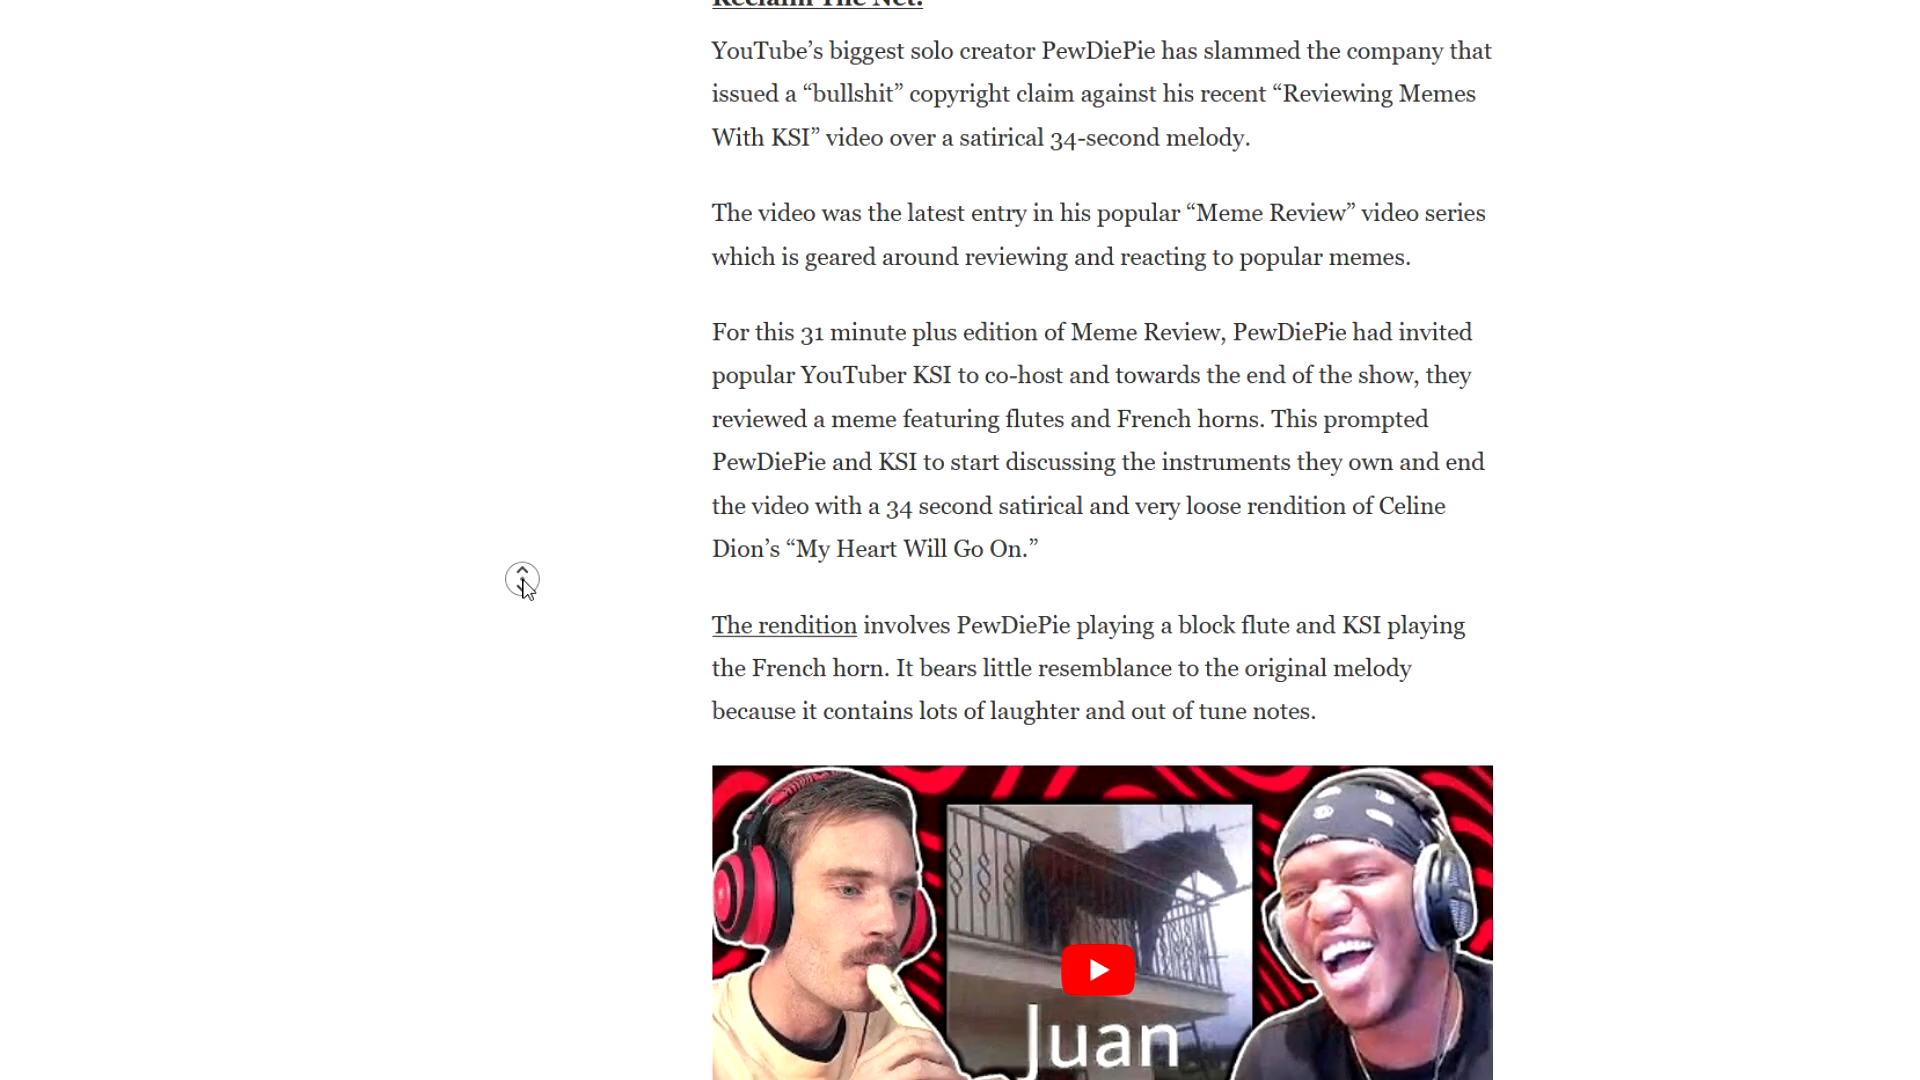 Reclaim The Net.
YouTube’s biggest solo creator PewDiePie has slammed the company that
issued a “bullshit” copyright claim against his recent “Reviewing Memes
With KSI” video over a satirical 34-second melody.
The video was the latest entry in his popular “Meme Review” video series
which is geared around reviewing and reacting to popular memes.
For this 31 minute plus edition of Meme Review, PewDiePie had invited
popular YouTuber KSI to co-host and towards the end of the show, they
reviewed a meme featuring flutes and French horns. This prompted
PewDiePie and KSI to start discussing the instruments they own and end
the video with a 34 second satirical and very loose rendition of Celine
Dion’s “My Heart Will Go On.”
The rendition involves PewDiePie playing a block flute and KSI playing
the French horn. It bears little resemblance to the original melody
because it contains lots of laughter and out of tune notes.
Juan